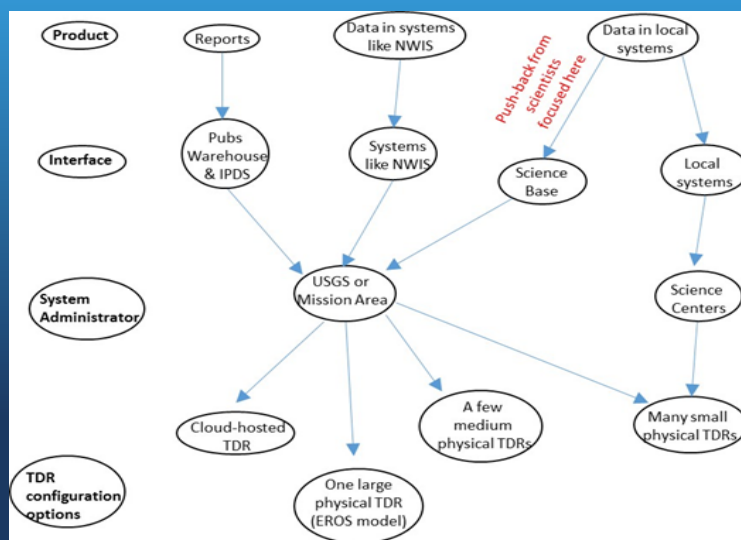 Product
Reports
Data in systems
like NWIS
Data in local
systems
Push-back from
scientists
focused here
Interface
Pubs
Warehouse
& IPDS
Systems
like NWIS
Science
Base
Local
systems
System
Administrator
USGS or
Mission Area
Science
Centers
Cloud-hosted
TDR
A few
medium
physical TDRs
Many small
physical TDRs
TDR
configuration
options
One large
physical TDR
(EROS model)